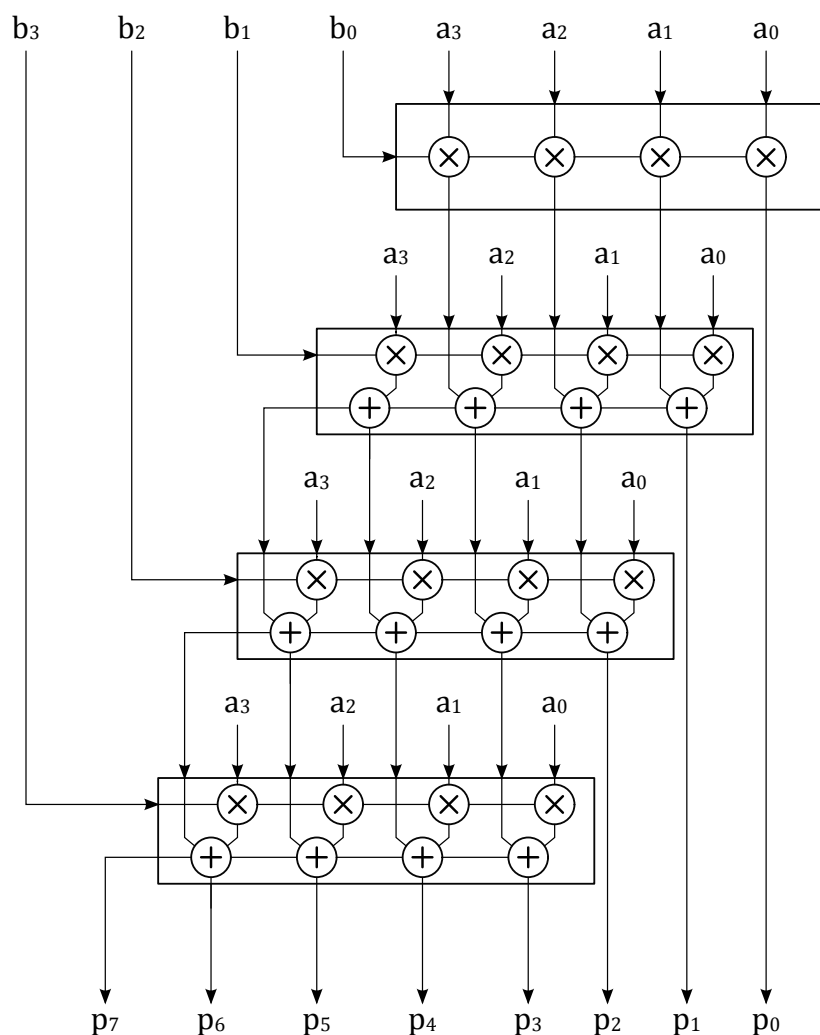 b₃ b₂ b₁ b₀ a₃ a₂ a₁ a₀
a₃ a₂ a₁ a₀
a₃ a₂ a₁ a₀
a₃ a₂ a₁ a₀
p₇ p₆ p₅ p₄ p₃ p₂ p₁ p₀